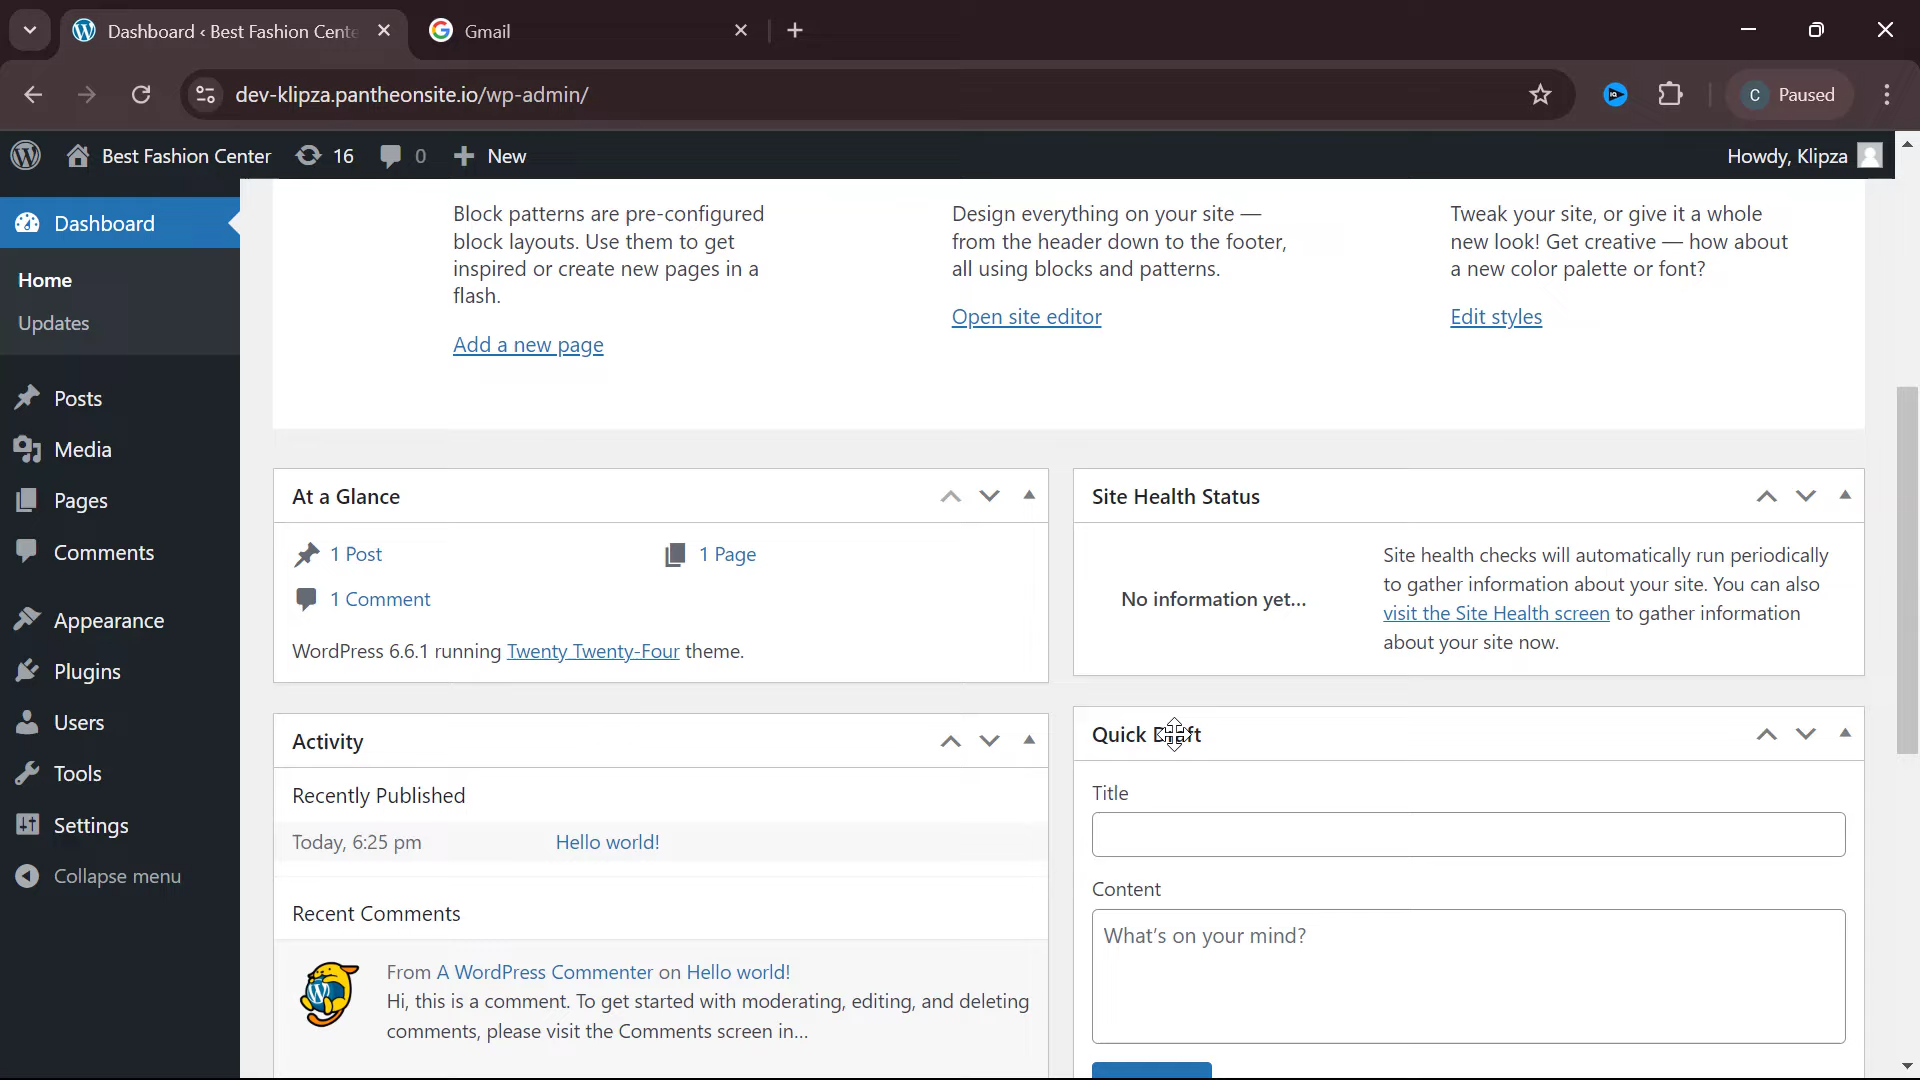 Dashboard ‹ Best Fashion Cente
Gmail
dev-klipza.pantheonsite.io/wp-admin/
C Paused
Best Fashion Center 16 0 New
Howdy, Klipza
Dashboard
Home
Updates
Posts
Media
Pages
Comments
Appearance
Plugins
Users
Tools
Settings
Collapse menu
Block patterns are pre-configured
block layouts. Use them to get
inspired or create new pages in a
flash.
Add a new page
Design everything on your site —
from the header down to the footer,
all using blocks and patterns.
Open site editor
Tweak your site, or give it a whole
new look! Get creative — how about
a new color palette or font?
Edit styles
At a Glance
1 Post
1 Page
1 Comment
WordPress 6.6.1 running Twenty Twenty-Four theme.
Activity
Recently Published
Today, 6:25 pm Hello world!
Recent Comments
From A WordPress Commenter on Hello world!
Hi, this is a comment. To get started with moderating, editing, and deleting
comments, please visit the Comments screen in...
Site Health Status
No information yet...
Site health checks will automatically run periodically
to gather information about your site. You can also
visit the Site Health screen to gather information
about your site now.
Quick Draft
Title
Content
What's on your mind?